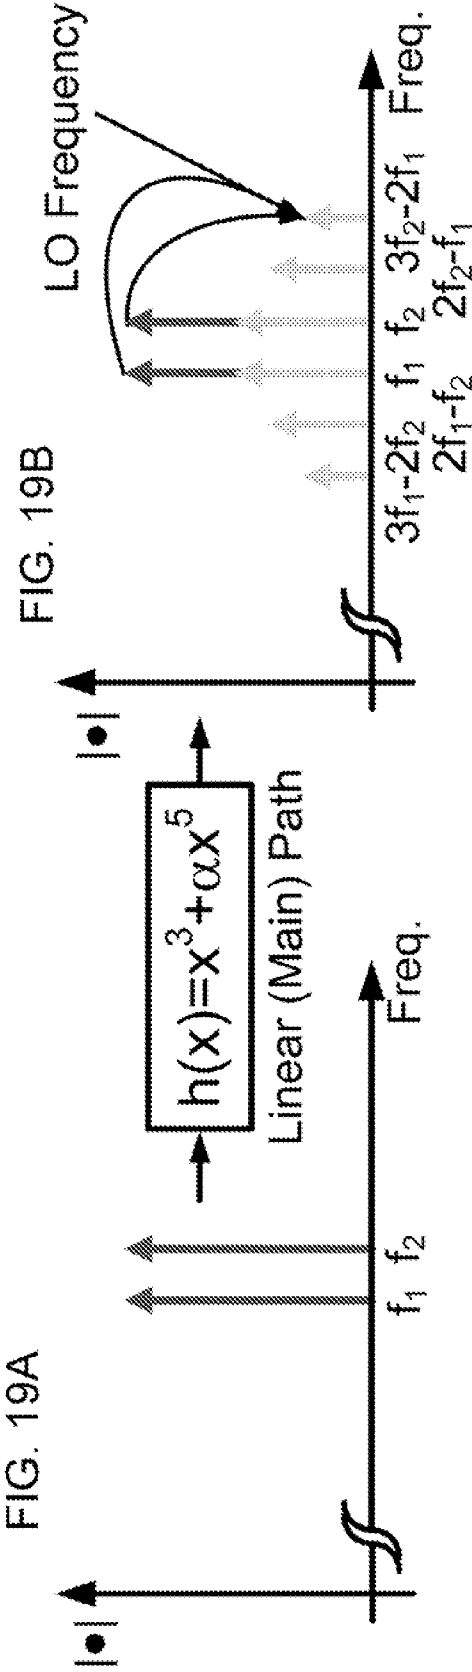 FIG. 19A
|●|
f₁ f₂
Freq.
h(x)=x³+αx⁵
Linear (Main) Path
FIG. 19B
|●|
LO Frequency
3f₁-2f₂ f₁ f₂ 3f₂-2f₁
2f₁-f₂ 2f₂-f₁
Freq.